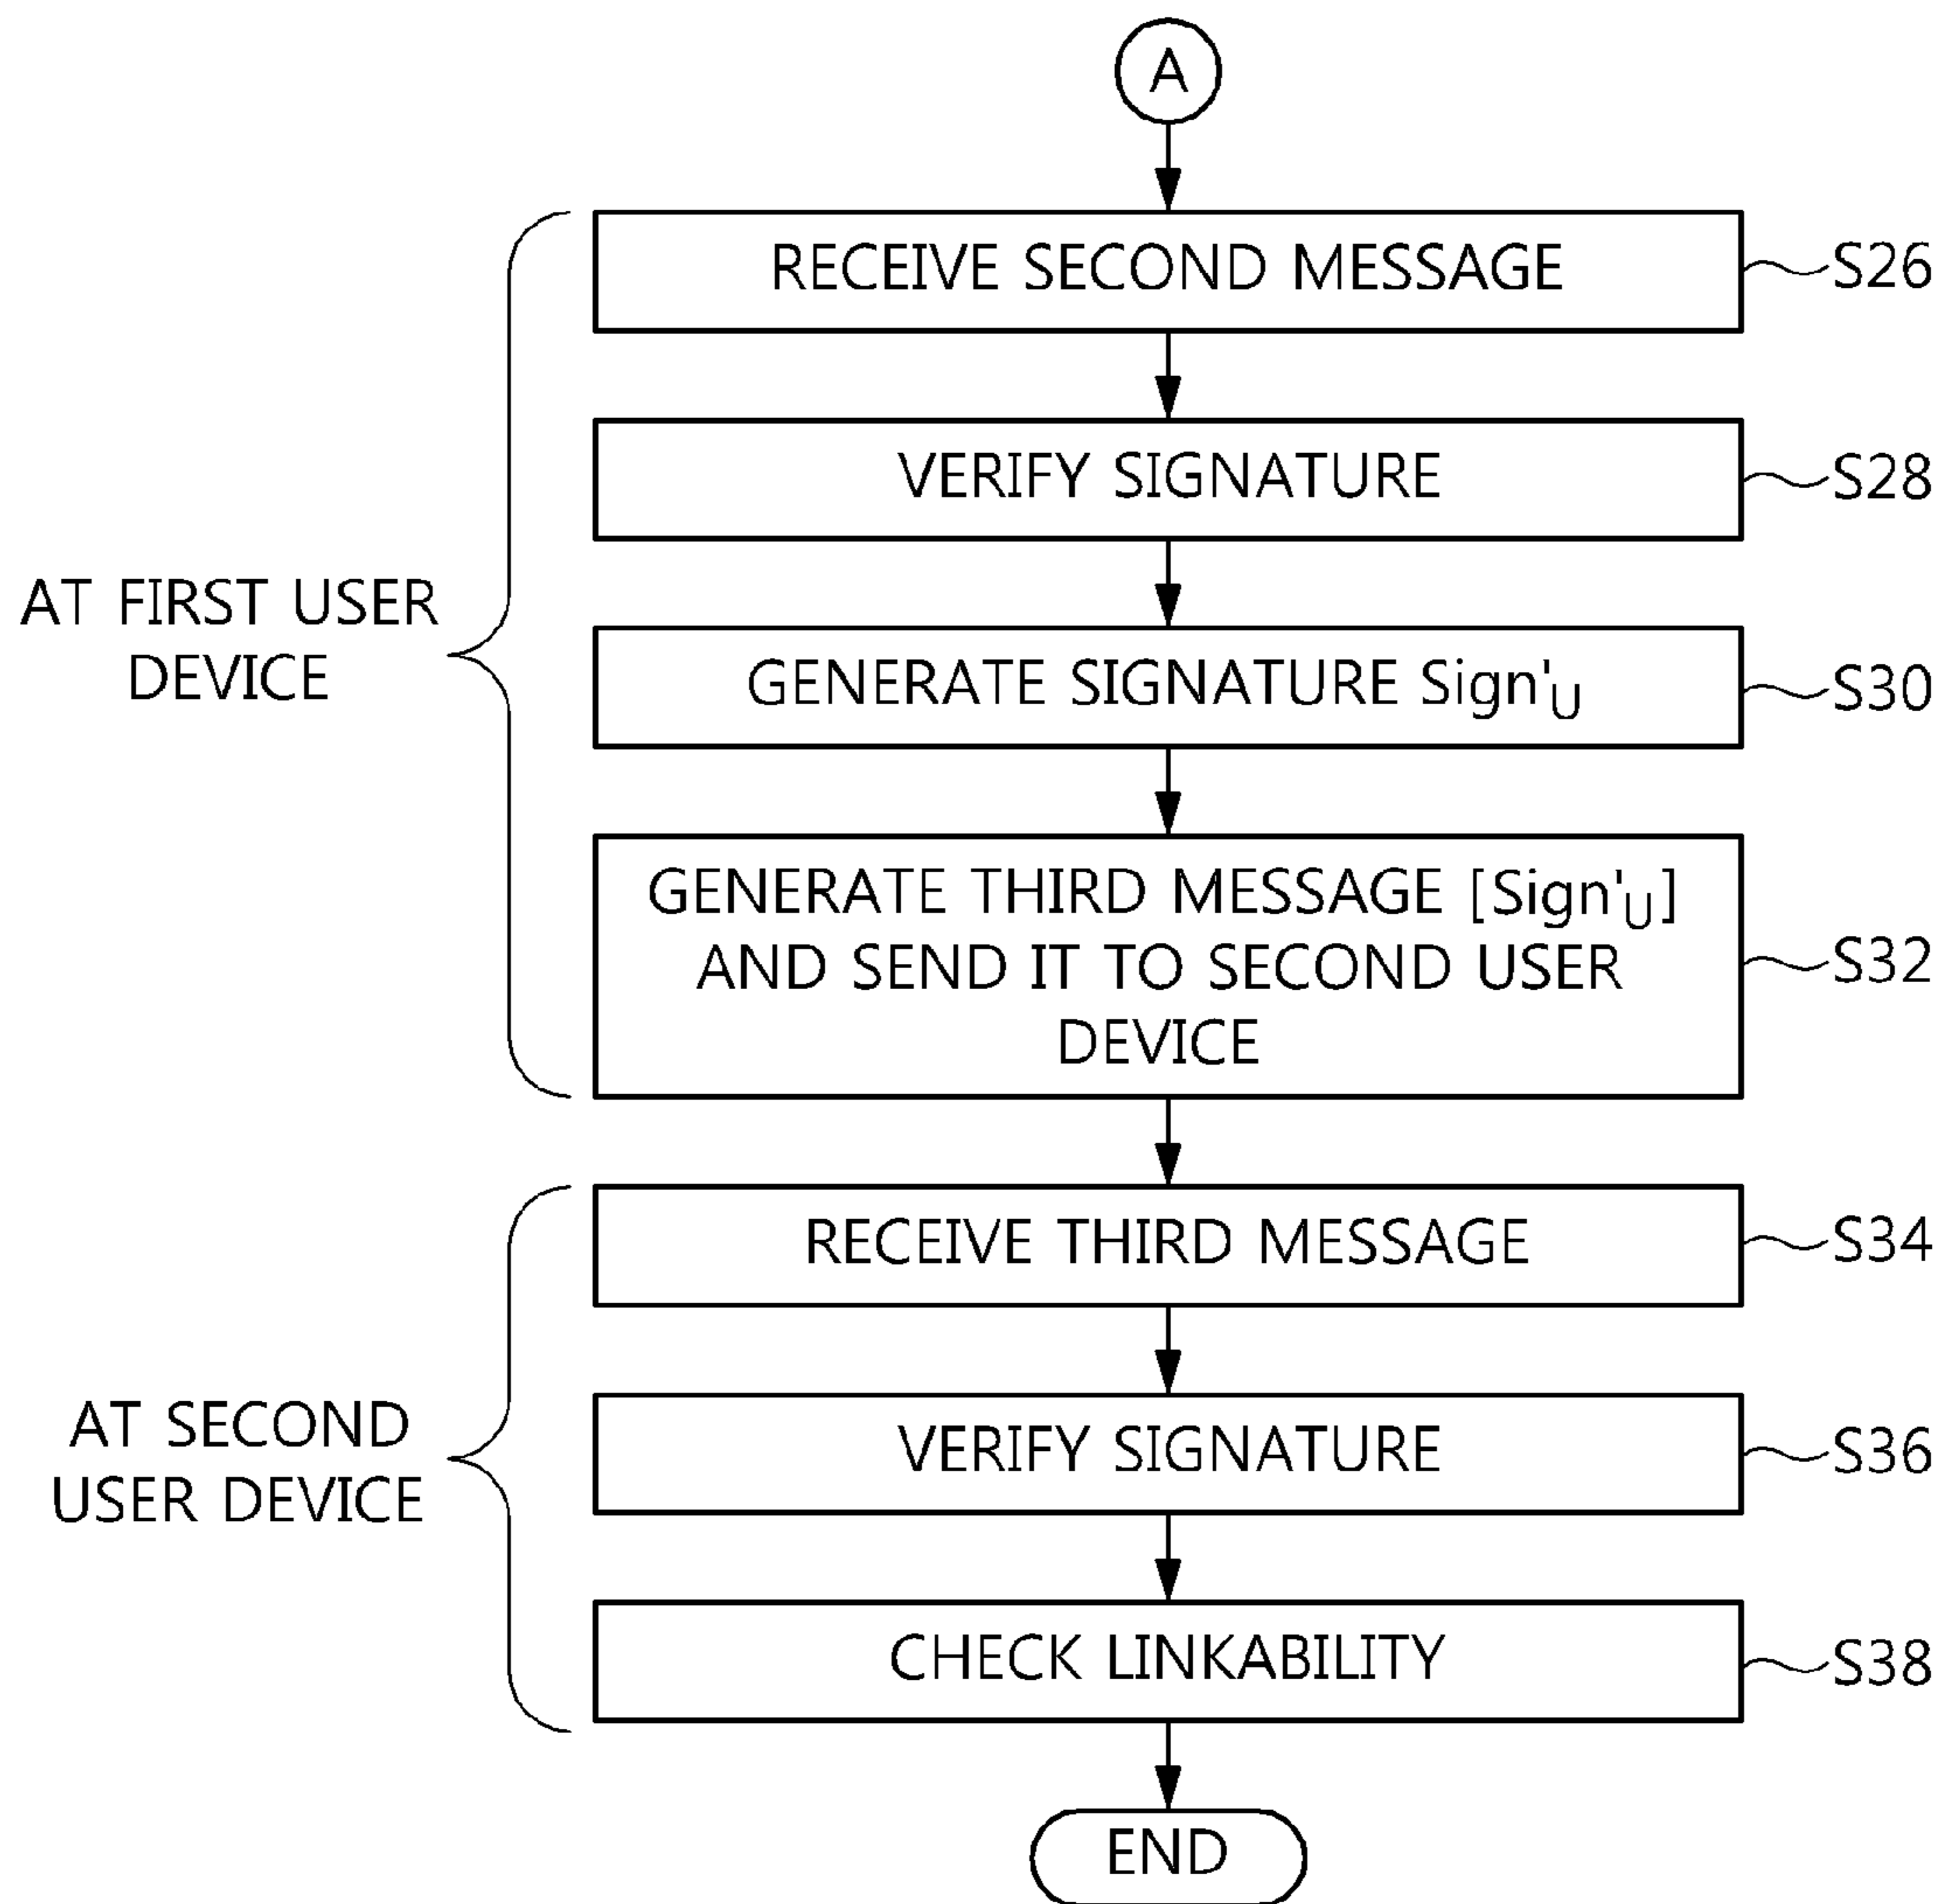 A
RECEIVE SECOND MESSAGE
S26
VERIFY SIGNATURE
S28
AT FIRST USER
DEVICE
GENERATE SIGNATURE Sign'U
S30
GENERATE THIRD MESSAGE [Sign'U]
AND SEND IT TO SECOND USER
DEVICE
S32
RECEIVE THIRD MESSAGE
S34
AT SECOND
USER DEVICE
VERIFY SIGNATURE
S36
CHECK LINKABILITY
S38
END